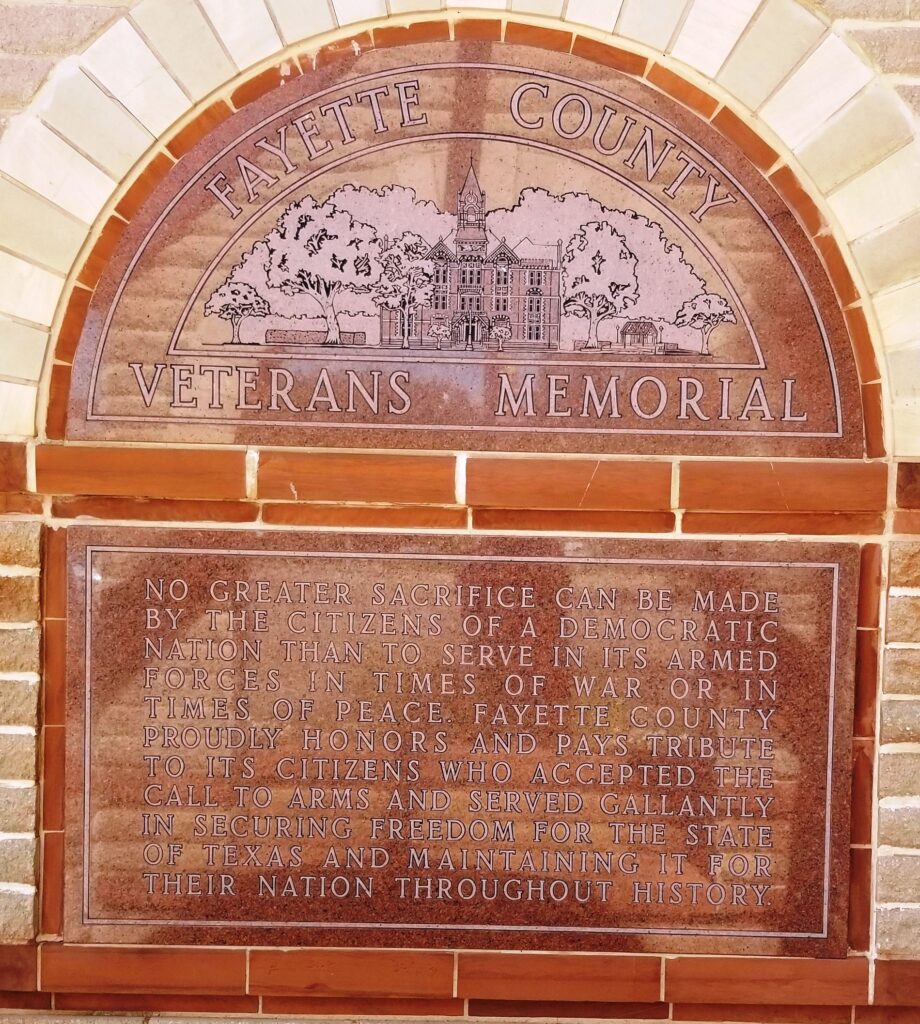 FAYETTE COUNTY
VETERANS MEMORIAL
NO GREATER SACRIFICE CAN BE MADE
BY THE CITIZENS OF A DEMOCRATIC
NATION THAN TO SERVE IN ITS ARMED
FORCES IN TIMES OF WAR OR IN
TIMES OF PEACE. FAYETTE COUNTY
PROUDLY HONORS AND PAYS TRIBUTE
TO ITS CITIZENS WHO ACCEPTED THE
CALL TO ARMS AND SERVED GALLANTLY
IN SECURING FREEDOM FOR THE STATE
OF TEXAS AND MAINTAINING IT FOR
THEIR NATION THROUGHOUT HISTORY.